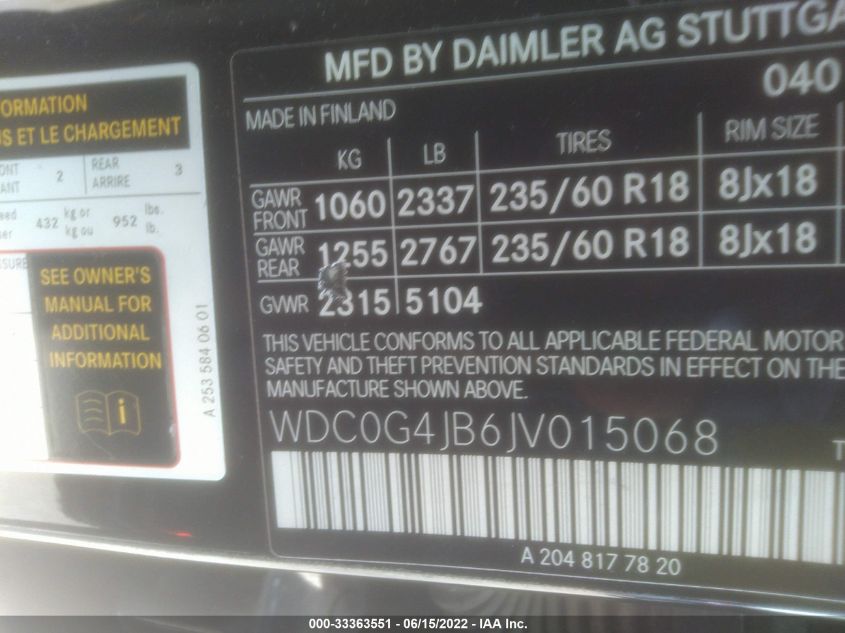 MFD BY DAIMLER AG STUTTGA
040
MADE IN FINLAND
KG LB TIRES RIM SIZE
GAWR FRONT 1060 2337 235/60 R18 8Jx18
GAWR REAR 1255 2767 235/60 R18 8Jx18
GVWR 2315 5104
THIS VEHICLE CONFORMS TO ALL APPLICABLE FEDERAL MOTOR
SAFETY AND THEFT PREVENTION STANDARDS IN EFFECT ON THE
MANUFACTURE SHOWN ABOVE.
WDC0G4JB6JV015068
T
A 204 817 78 20
ORMATION
US ET LE CHARGEMENT
ONT
ANT 2 REAR
ARRIRE 3
432 kg or
kg ou 952 lbs.
lb.
SSURE
SEE OWNER'S
MANUAL FOR
ADDITIONAL
INFORMATION
i
A 253 584 06 01
000-33363551 - 06/15/2022 - IAA Inc.